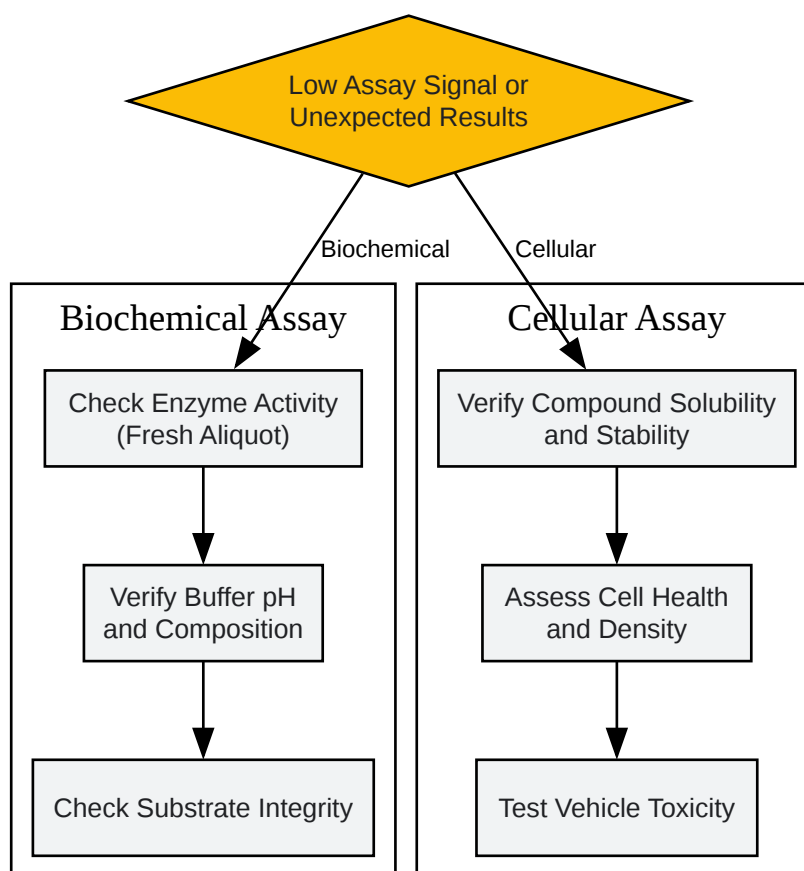 Low Assay Signal or
Unexpected Results
Biochemical
Cellular
Biochemical Assay
Check Enzyme Activity
(Fresh Aliquot)
Verify Buffer pH
and Composition
Check Substrate Integrity
Cellular Assay
Verify Compound Solubility
and Stability
Assess Cell Health
and Density
Test Vehicle Toxicity